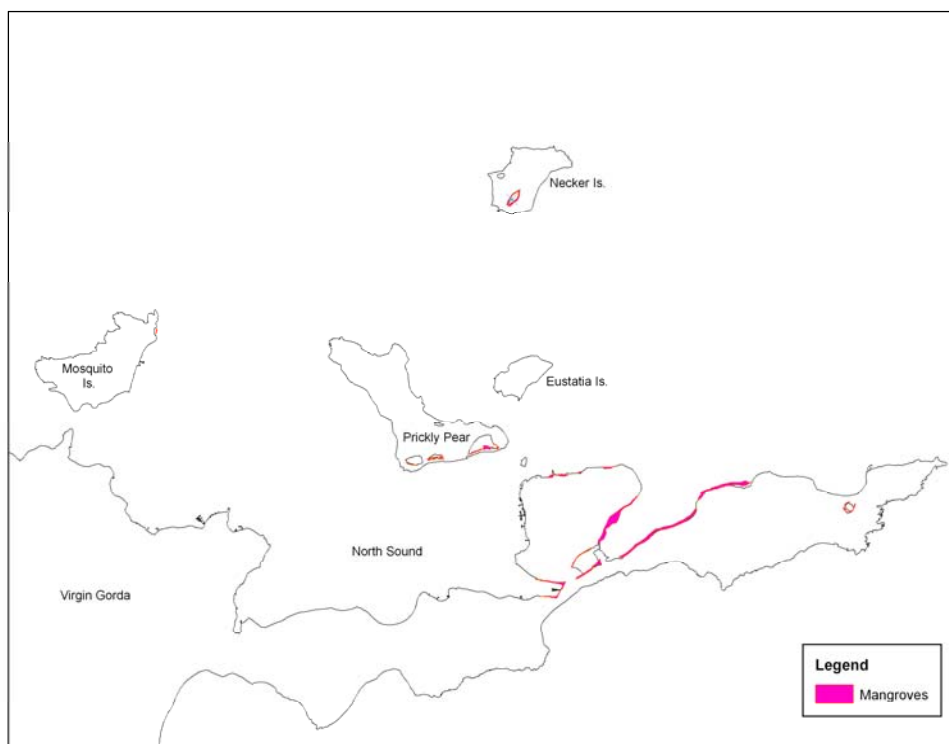 Necker Is.
Mosquito
Is.
Eustatia Is.
Prickly Pear
North Sound
Virgin Gorda
Legend
Mangroves